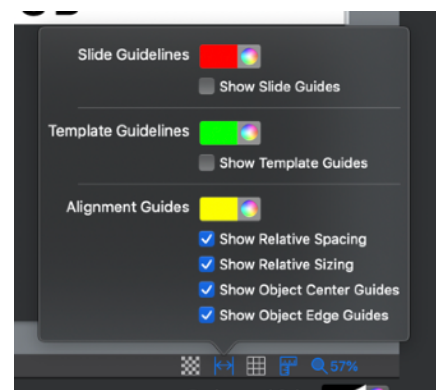 Slide Guidelines
Show Slide Guides
Template Guidelines
Show Template Guides
Alignment Guides
Show Relative Spacing
Show Relative Sizing
Show Object Center Guides
Show Object Edge Guides
57%